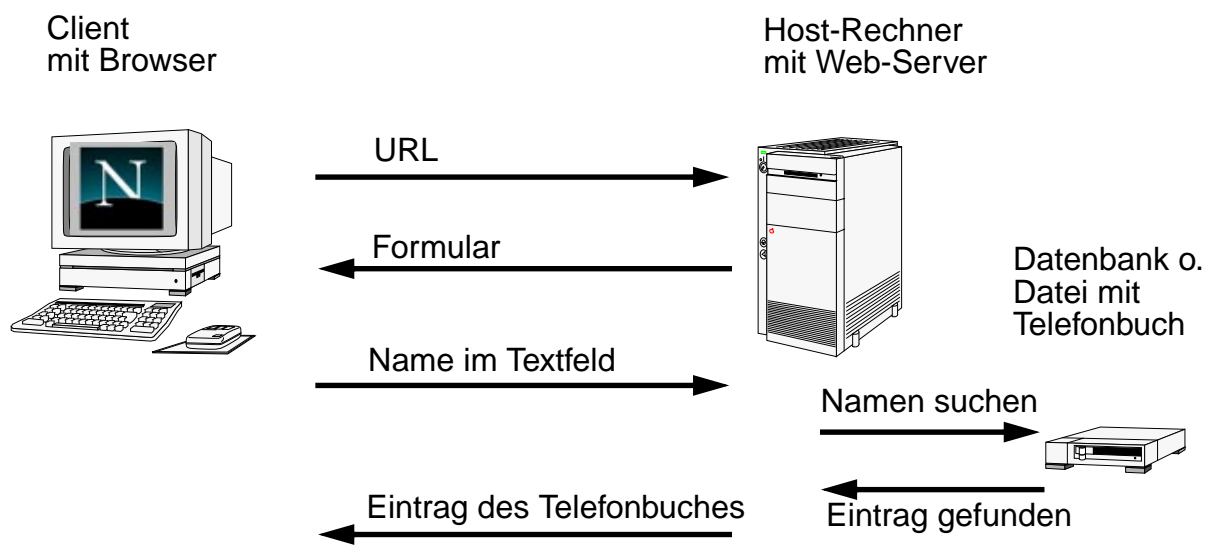 Client
mit Browser
Host-Rechner
mit Web-Server
N
URL
Formular
Datenbank o.
Datei mit
Telefonbuch
Name im Textfeld
Namen suchen
Eintrag des Telefonbuches
Eintrag gefunden